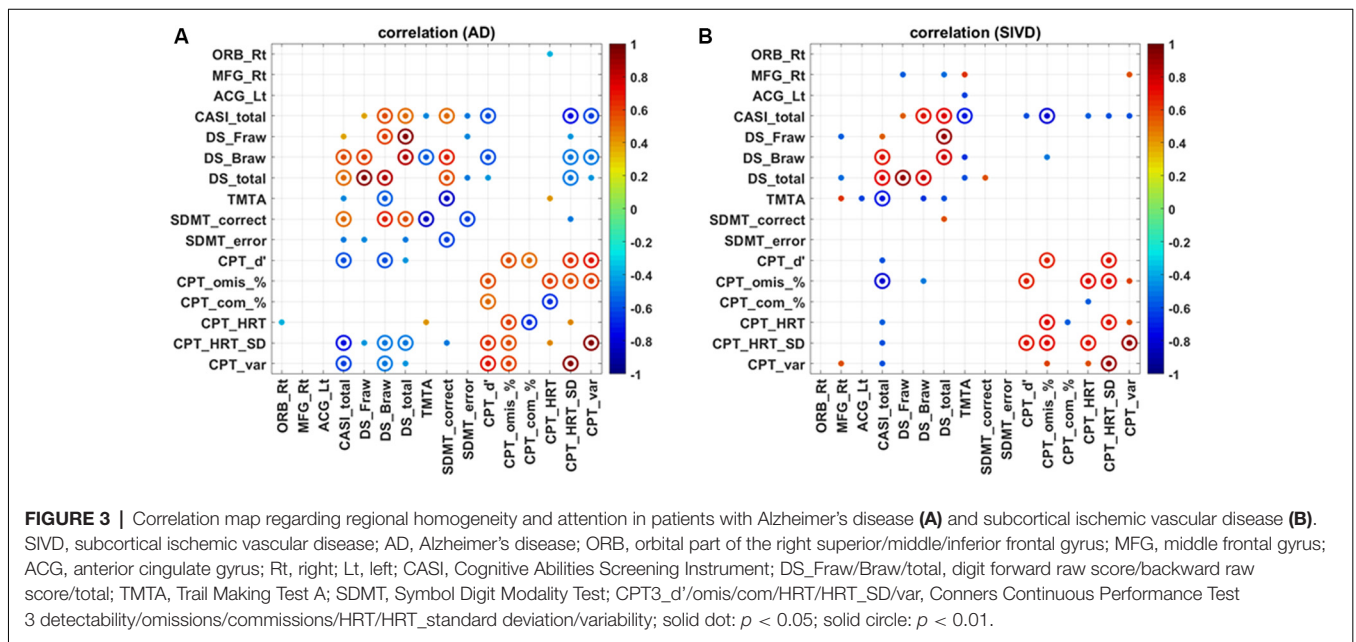 A
correlation (AD)
ORB_Rt
MFG_Rt
ACG_Lt
CASI_total
DS_Fraw
DS_Braw
DS_total
TMTA
SDMT_correct
SDMT_error
CPT_d'
CPT_omis_%
CPT_com_%
CPT_HRT
CPT_HRT_SD
CPT_var
ORB_Rt
MFG_Rt
ACG_Lt
CASI_total
DS_Fraw
DS_Braw
DS_total
TMTA
SDMT_correct
SDMT_error
CPT_d'
CPT_omis_%
CPT_com_%
CPT_HRT
CPT_HRT_SD
CPT_var
1
0.8
0.6
0.4
0.2
0
-0.2
-0.4
-0.6
-0.8
-1
B
correlation (SIVD)
ORB_Rt
MFG_Rt
ACG_Lt
CASI_total
DS_Fraw
DS_Braw
DS_total
TMTA
SDMT_correct
SDMT_error
CPT_d'
CPT_omis_%
CPT_com_%
CPT_HRT
CPT_HRT_SD
CPT_var
ORB_Rt
MFG_Rt
ACG_Lt
CASI_total
DS_Fraw
DS_Braw
DS_total
TMTA
SDMT_correct
SDMT_error
CPT_d'
CPT_omis_%
CPT_com_%
CPT_HRT
CPT_HRT_SD
CPT_var
1
0.8
0.6
0.4
0.2
0
-0.2
-0.4
-0.6
-0.8
-1
FIGURE 3 | Correlation map regarding regional homogeneity and attention in patients with Alzheimer's disease (A) and subcortical ischemic vascular disease (B).
SIVD, subcortical ischemic vascular disease; AD, Alzheimer's disease; ORB, orbital part of the right superior/middle/inferior frontal gyrus; MFG, middle frontal gyrus;
ACG, anterior cingulate gyrus; Rt, right; Lt, left; CASI, Cognitive Abilities Screening Instrument; DS_Fraw/Braw/total, digit forward raw score/backward raw
score/total; TMTA, Trail Making Test A; SDMT, Symbol Digit Modality Test; CPT3_d'/omis/com/HRT/HRT_SD/var, Conners Continuous Performance Test
3 detectability/omissions/commissions/HRT/HRT_standard deviation/variability; solid dot: p < 0.05; solid circle: p < 0.01.